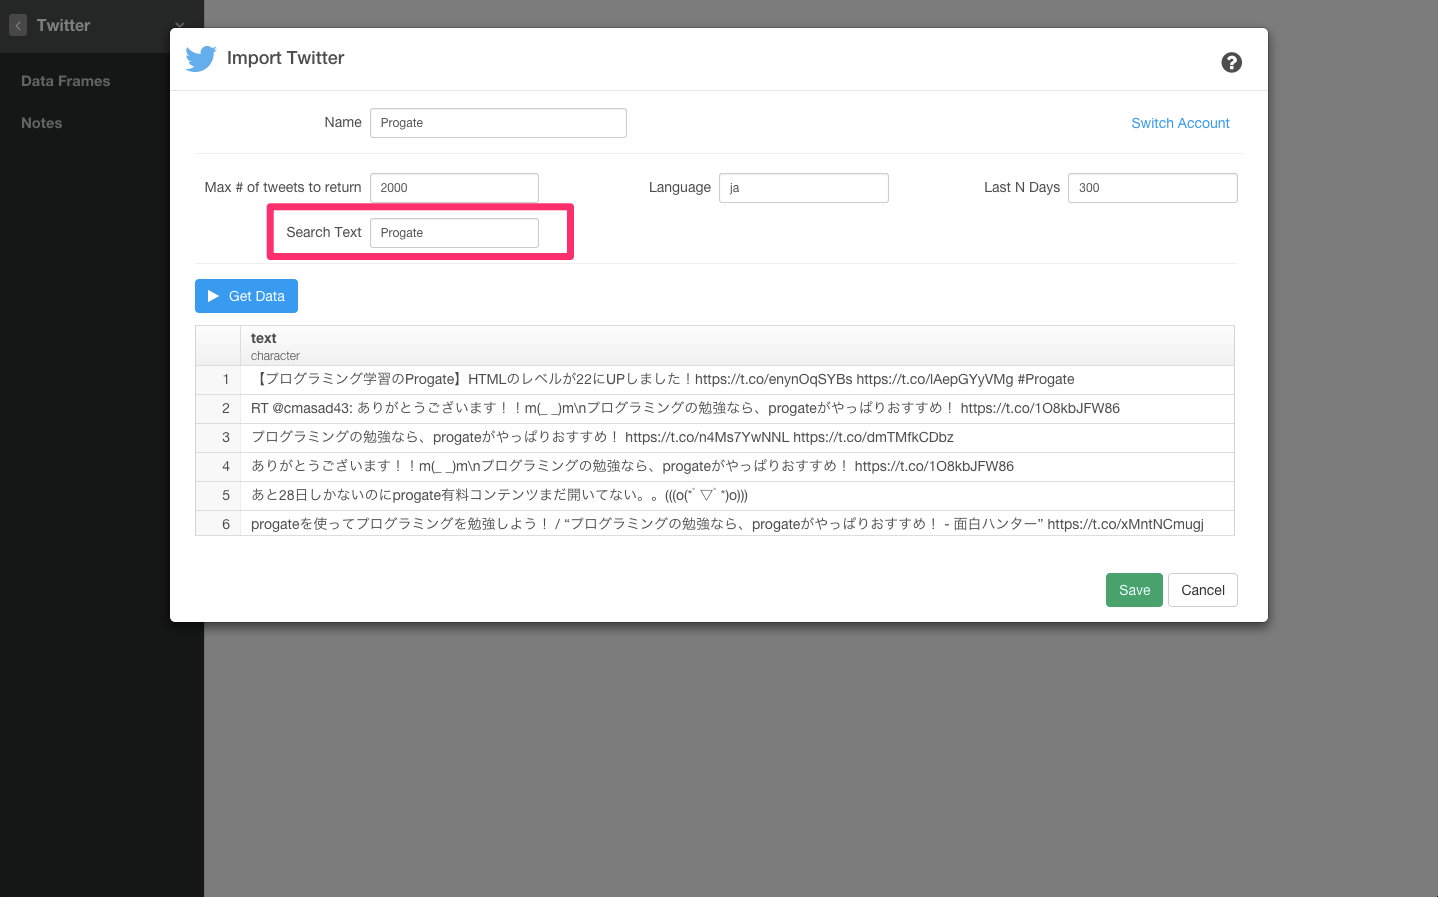 Twitter
Data Frames
Notes
Import Twitter
?
Name
Progate
Switch Account
Max # of tweets to return
2000
Language
ja
Last N Days
300
Search Text
Progate
Get Data
text
character
1 【プログラミング学習のProgate】HTMLのレベルが22にUPしました！https://t.co/enynOqSYBs https://t.co/lAepGYyVMg #Progate
2 RT @cmasad43: ありがとうございます！！m(_ _)m\nプログラミングの勉強なら、progateがやっぱりおすすめ！ https://t.co/1O8kbJFW86
3 プログラミングの勉強なら、progateがやっぱりおすすめ！ https://t.co/n4Ms7YwNNL https://t.co/dmTMfkCDbz
4 ありがとうございます！！m(_ _)m\nプログラミングの勉強なら、progateがやっぱりおすすめ！ https://t.co/1O8kbJFW86
5 あと28日しかないのにprogate有料コンテンツまだ開いてない。。(((o(*ﾟ▽ﾟ*)o)))
6 progateを使ってプログラミングを勉強しよう！ / “プログラミングの勉強なら、progateがやっぱりおすすめ！ - 面白ハンター” https://t.co/xMntNCmugj
Save
Cancel